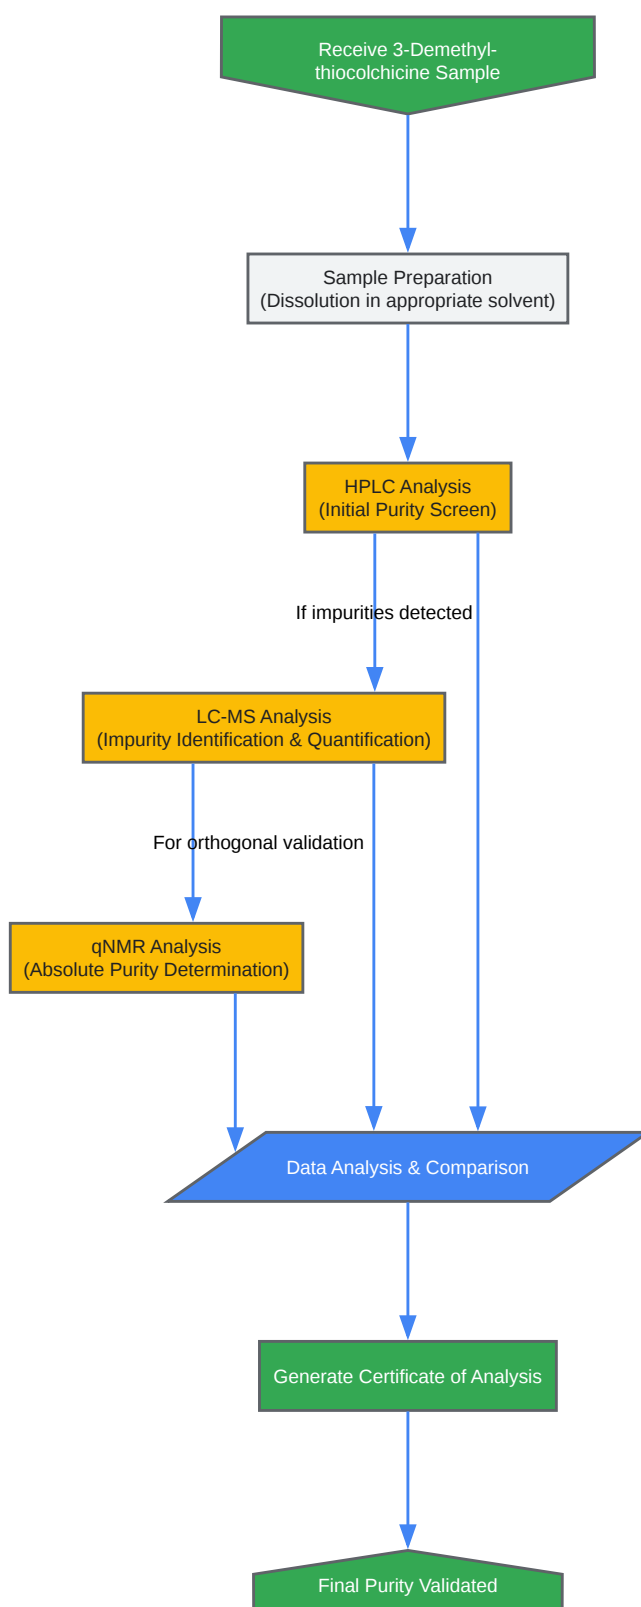 Receive 3-Demethyl-
thiocolchicine Sample
Sample Preparation
(Dissolution in appropriate solvent)
HPLC Analysis
(Initial Purity Screen)
If impurities detected
LC-MS Analysis
(Impurity Identification & Quantification)
For orthogonal validation
qNMR Analysis
(Absolute Purity Determination)
Data Analysis & Comparison
Generate Certificate of Analysis
Final Purity Validated